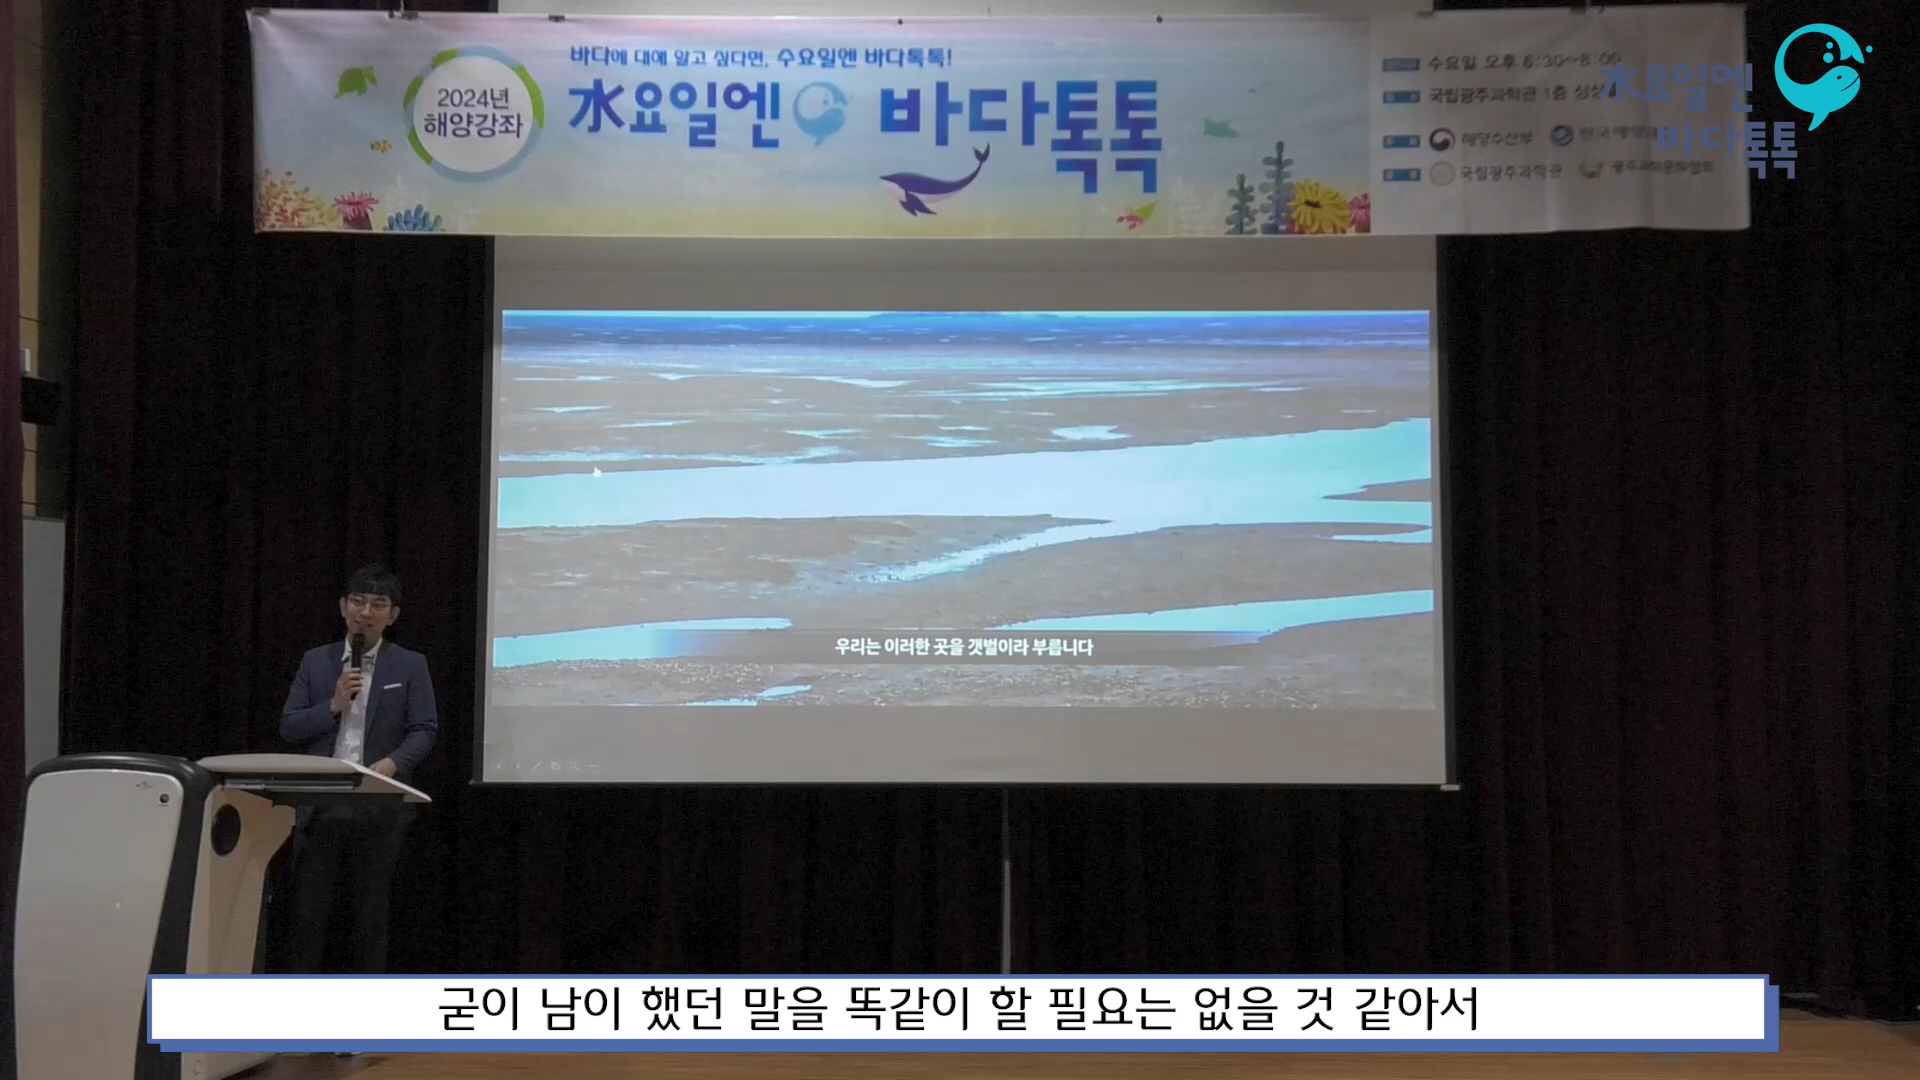 바다에 대해 알고 싶다면, 수요일엔 바다톡톡!
2024년
해양강좌
水요일엔 바다톡톡
수요일 오후 6:30~8:00
국립광주과학관 1층
해양수산부
국립광주과학관
水요일엔
바다톡톡
우리는 이러한 곳을 갯벌이라 부릅니다
굳이 남이 했던 말을 똑같이 할 필요는 없을 것 같아서